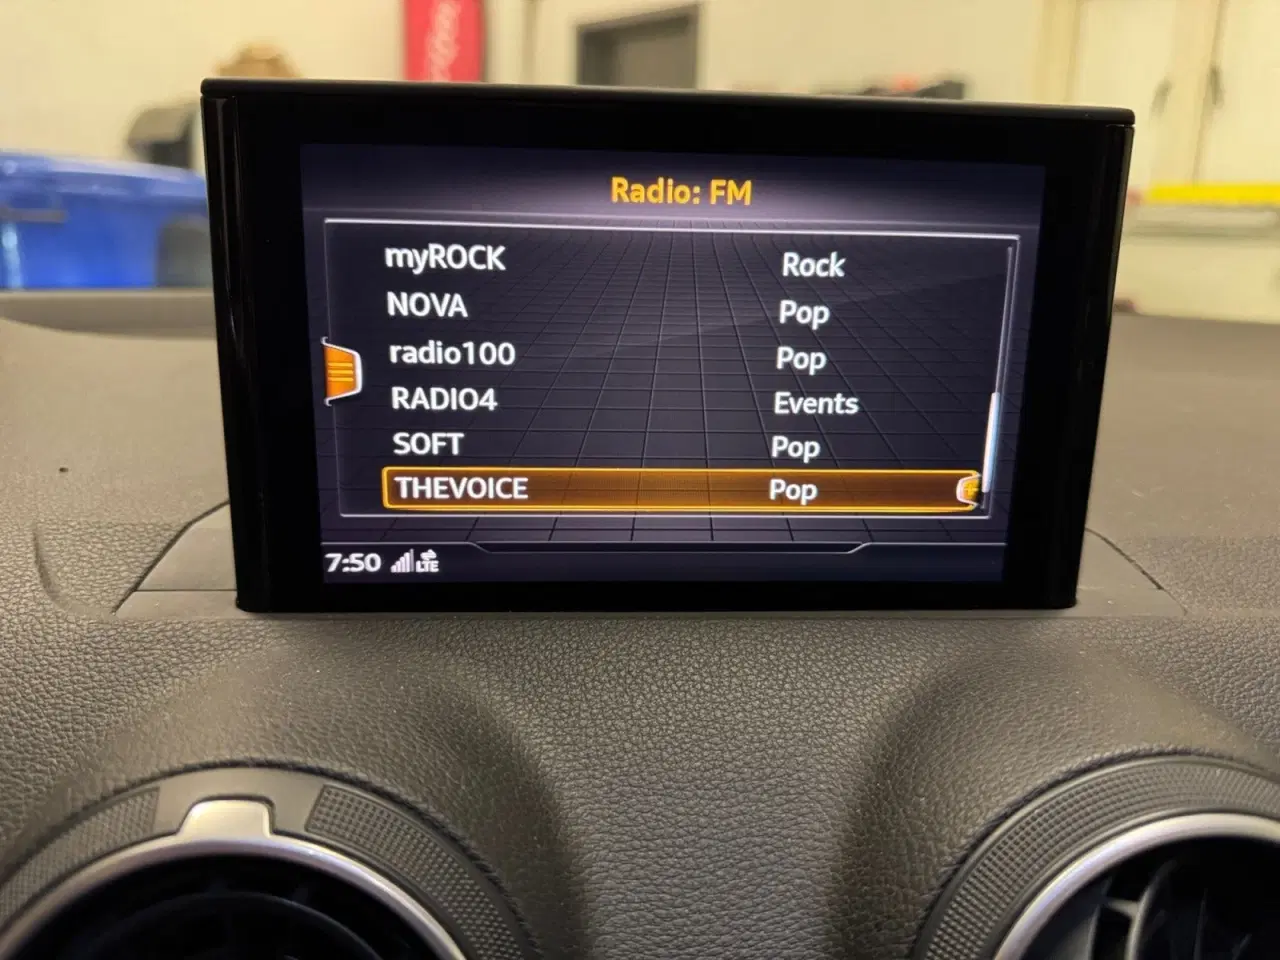 Radio: FM
myROCK Rock
NOVA Pop
radio100 Pop
RADIO4 Events
SOFT Pop
THEVOICE Pop
7:50 LTE